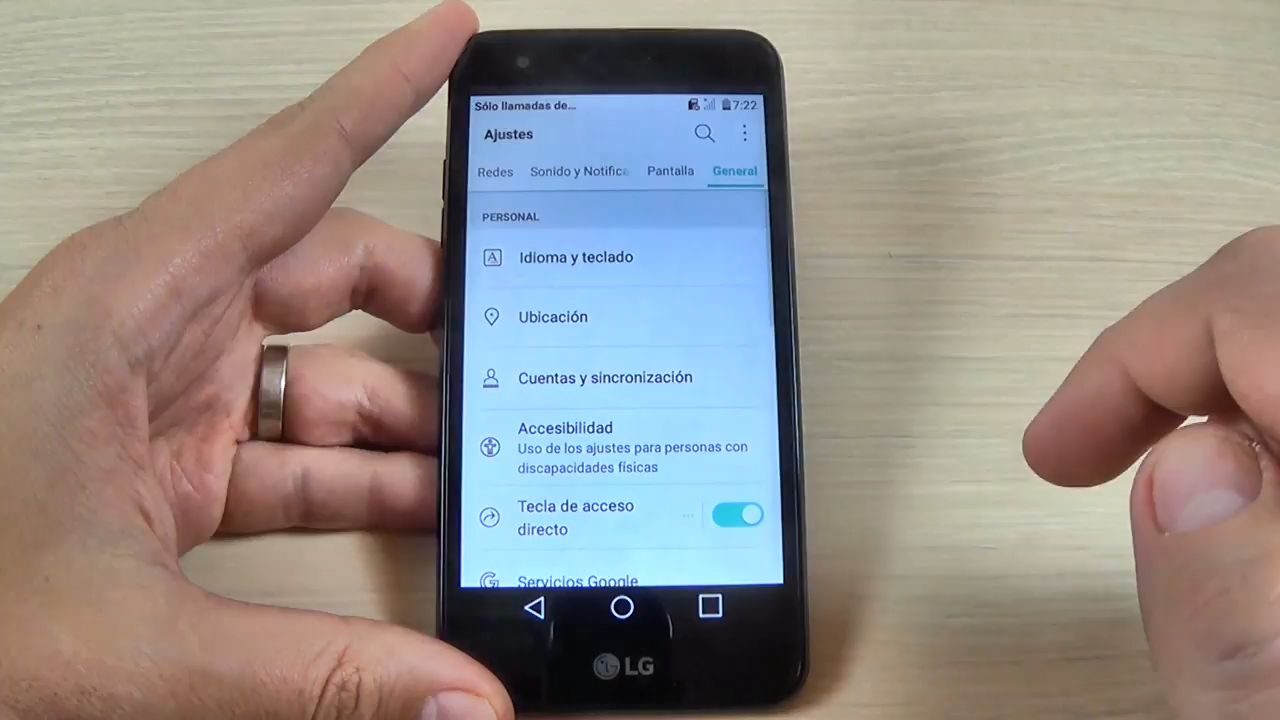 Sólo llamadas de... 7:22
Ajustes
Redes Sonido y Notifica Pantalla General
PERSONAL
Idioma y teclado
Ubicación
Cuentas y sincronización
Accesibilidad
Uso de los ajustes para personas con
discapacidades físicas
Tecla de acceso
directo
Servicios Google
LG